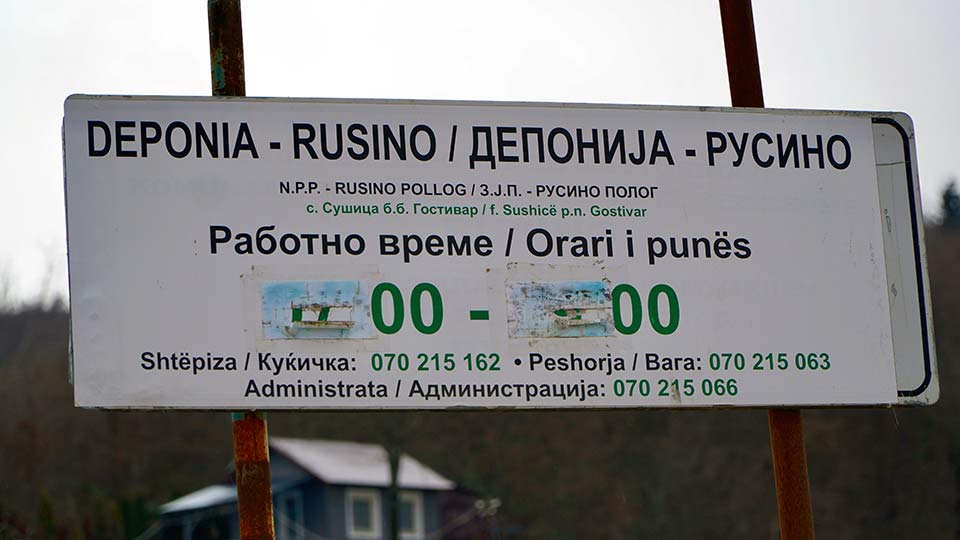 DEPONIA - RUSINO / ДЕПОНИЈА - РУСИНО
N.P.P. - RUSINO POLLOG / З.Ј.П. - РУСИНО ПОЛОГ
с. Сушица б.б. Гостивар / f. Sushicë p.n. Gostivar
Работно време / Orari i punës
00 - 00
Shtëpiza / Куќичка: 070 215 162 • Peshorja / Вага: 070 215 063
Administrata / Администрација: 070 215 066